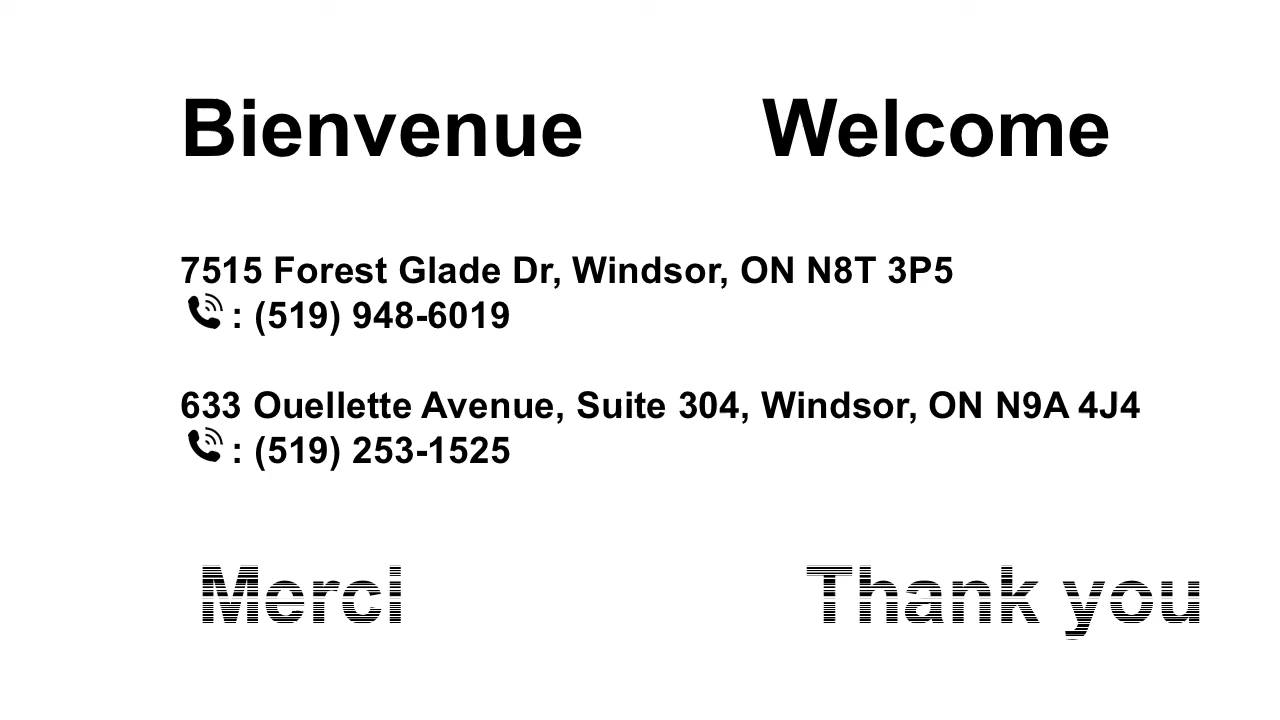 Bienvenue Welcome
7515 Forest Glade Dr, Windsor, ON N8T 3P5
: (519) 948-6019
633 Ouellette Avenue, Suite 304, Windsor, ON N9A 4J4
: (519) 253-1525
Merci Thank you